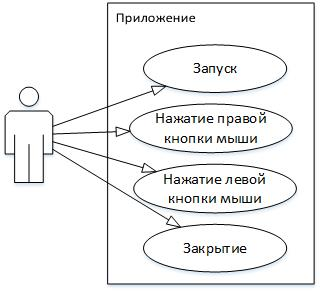 Приложение
Запуск
Нажатие правой
кнопки мыши
Нажатие левой
кнопки мыши
Закрытие